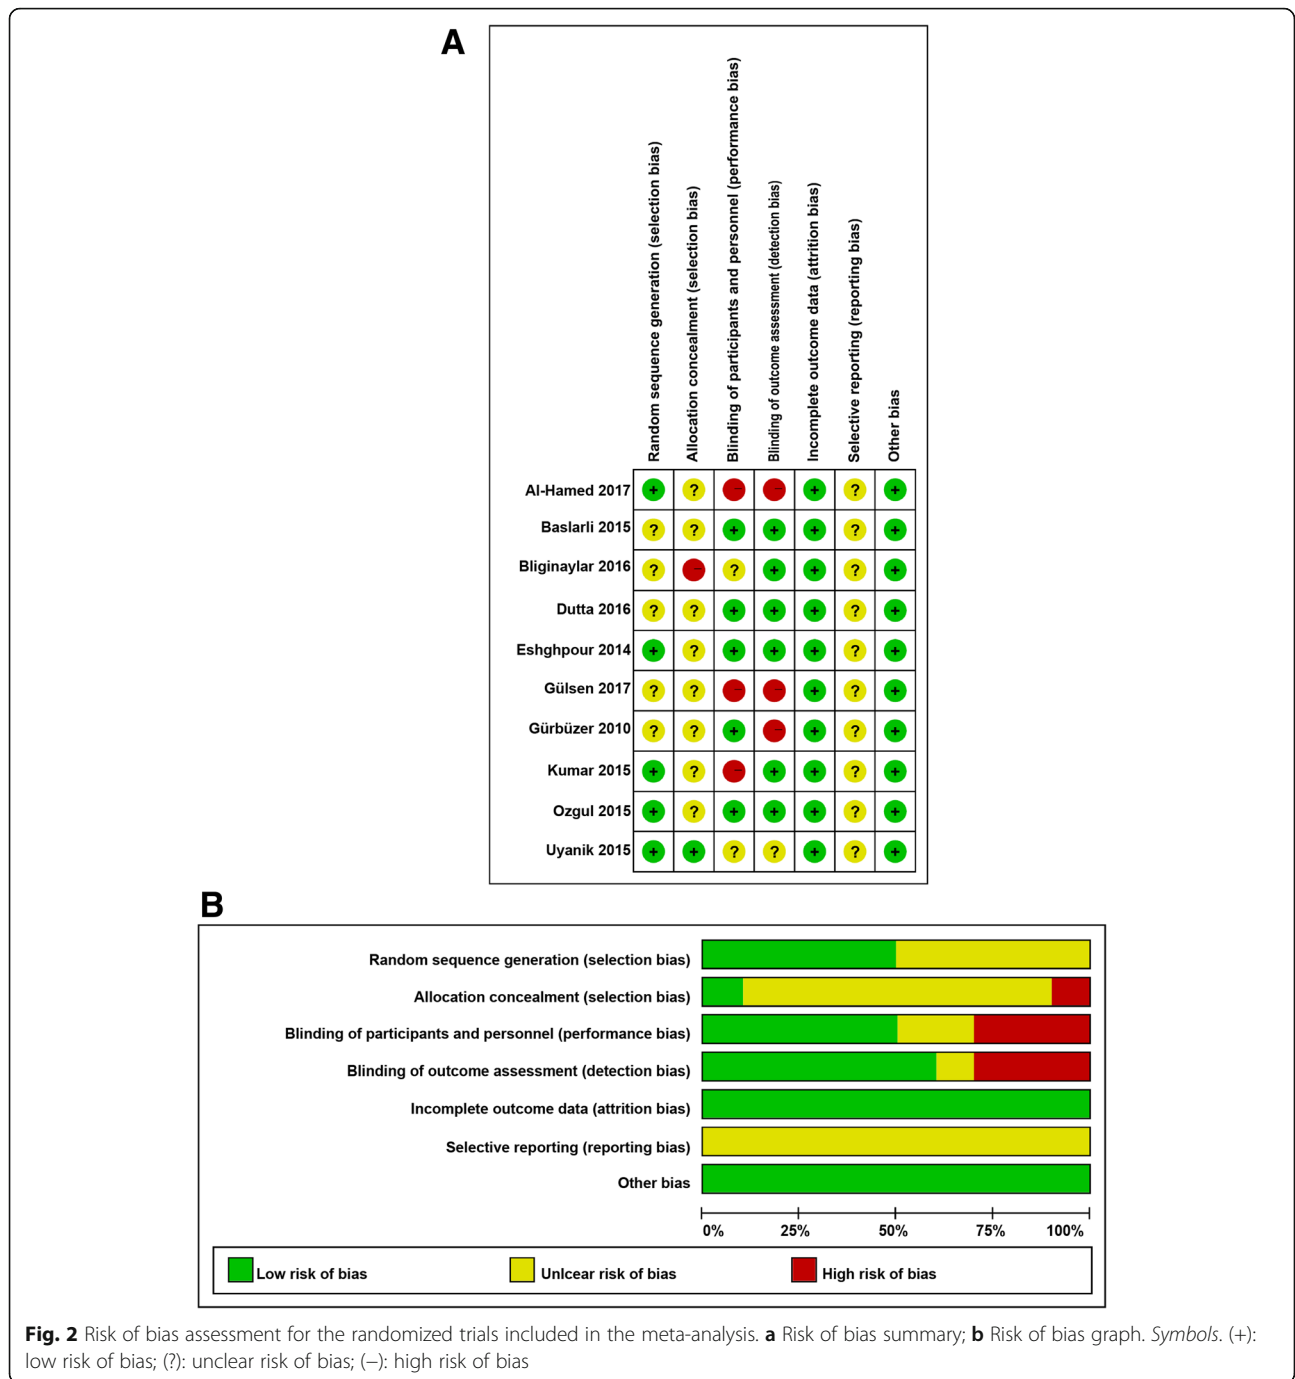 A
Random sequence generation (selection bias)
Allocation concealment (selection bias)
Blinding of participants and personnel (performance bias)
Blinding of outcome assessment (detection bias)
Incomplete outcome data (attrition bias)
Selective reporting (reporting bias)
Other bias
Al-Hamed 2017 + ? − − + ? +
Baslarli 2015 ? ? + + + ? +
Bliginaylar 2016 ? − ? + + ? +
Dutta 2016 ? ? + + + ? +
Eshghpour 2014 + ? + + + ? +
Gülsen 2017 ? ? − − + ? +
Gürbüzer 2010 ? ? + − + ? +
Kumar 2015 + ? − + + ? +
Ozgul 2015 + ? + + + ? +
Uyanik 2015 + + ? ? + ? +
B
Random sequence generation (selection bias)
Allocation concealment (selection bias)
Blinding of participants and personnel (performance bias)
Blinding of outcome assessment (detection bias)
Incomplete outcome data (attrition bias)
Selective reporting (reporting bias)
Other bias
0% 25% 50% 75% 100%
Low risk of bias Unlcear risk of bias High risk of bias
Fig. 2 Risk of bias assessment for the randomized trials included in the meta-analysis. a Risk of bias summary; b Risk of bias graph. Symbols. (+):
low risk of bias; (?): unclear risk of bias; (−): high risk of bias